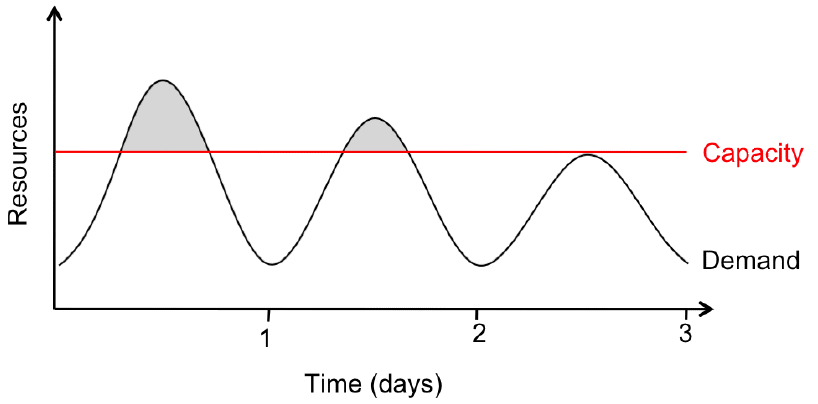 Resources
Capacity
Demand
1
2
3
Time (days)